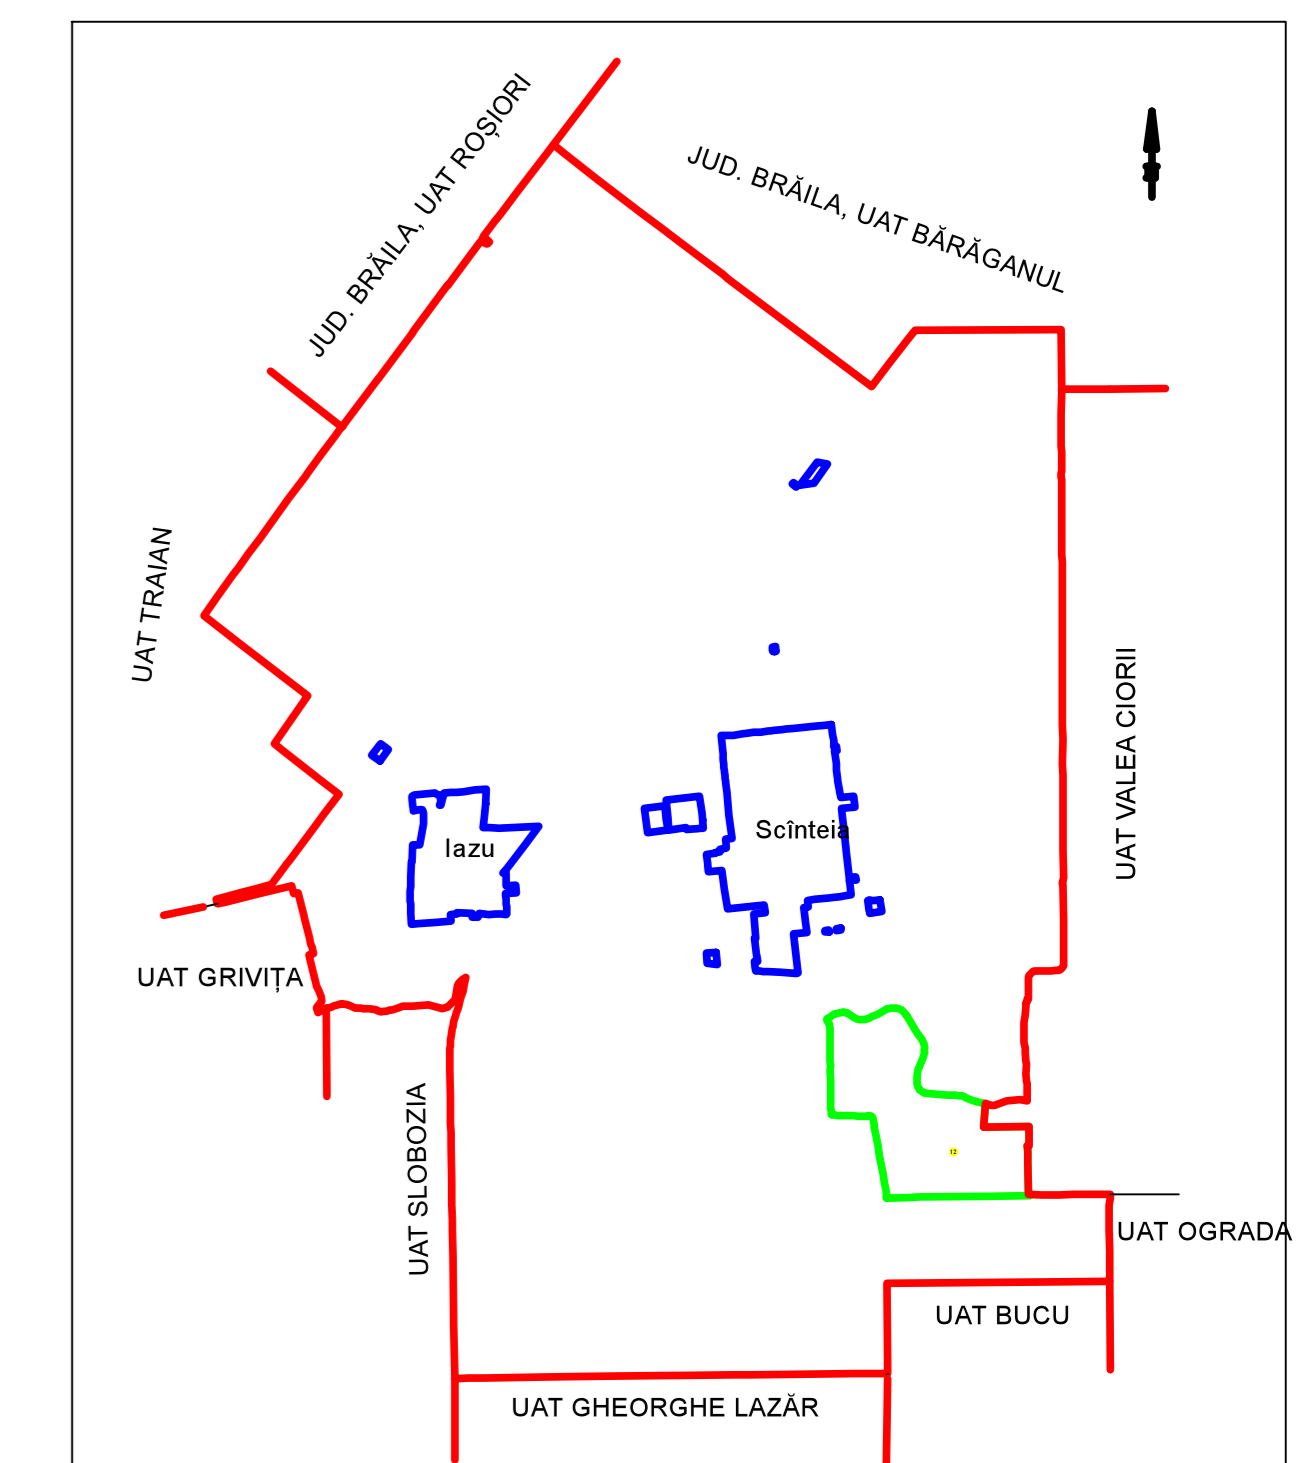 JUD. BRĂILA, UAT ROȘIORI
JUD. BRĂILA, UAT BĂRĂGANUL
UAT TRAIAN
UAT VALEA CIORII
Scînteia
Iazu
UAT GRIVIȚA
UAT SLOBOZIA
12
UAT OGRADA
UAT BUCU
UAT GHEORGHE LAZĂR